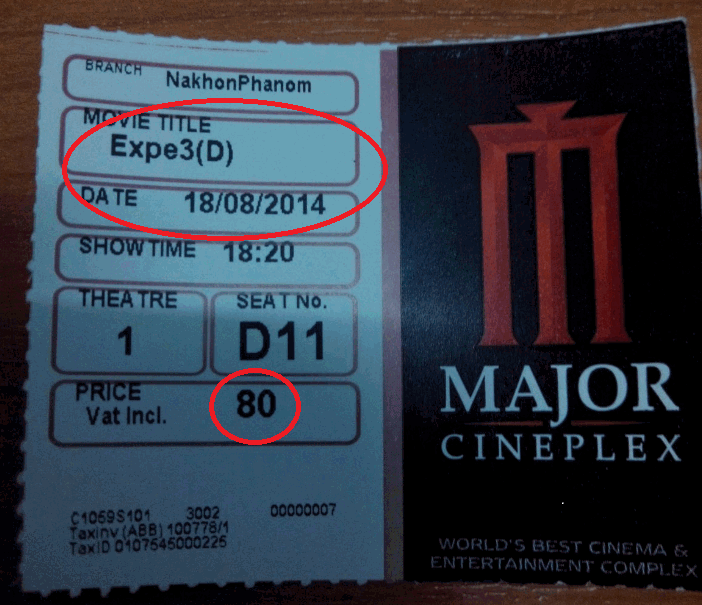 BRANCH NakhonPhanom
MOVIE TITLE
Expe3(D)
DATE 18/08/2014
SHOW TIME 18:20
THEATRE SEAT No.
1 D11
PRICE 80
Vat Incl.
C1059S101 3002 00000007
TaxInv (ABB) 100778/1
TaxID 0107545000225
MAJOR
CINEPLEX
WORLD'S BEST CINEMA &
ENTERTAINMENT COMPLEX